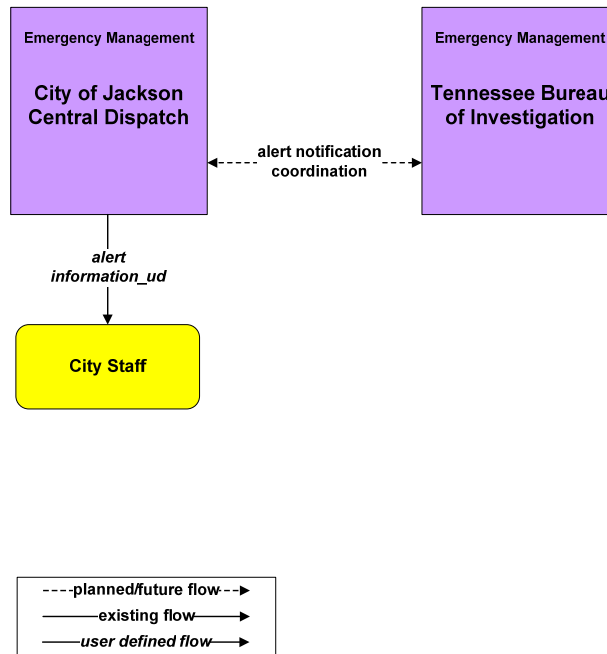 Emergency Management
City of Jackson
Central Dispatch
Emergency Management
Tennessee Bureau
of Investigation
alert notification
coordination
alert
information_ud
City Staff
planned/future flow
existing flow
user defined flow